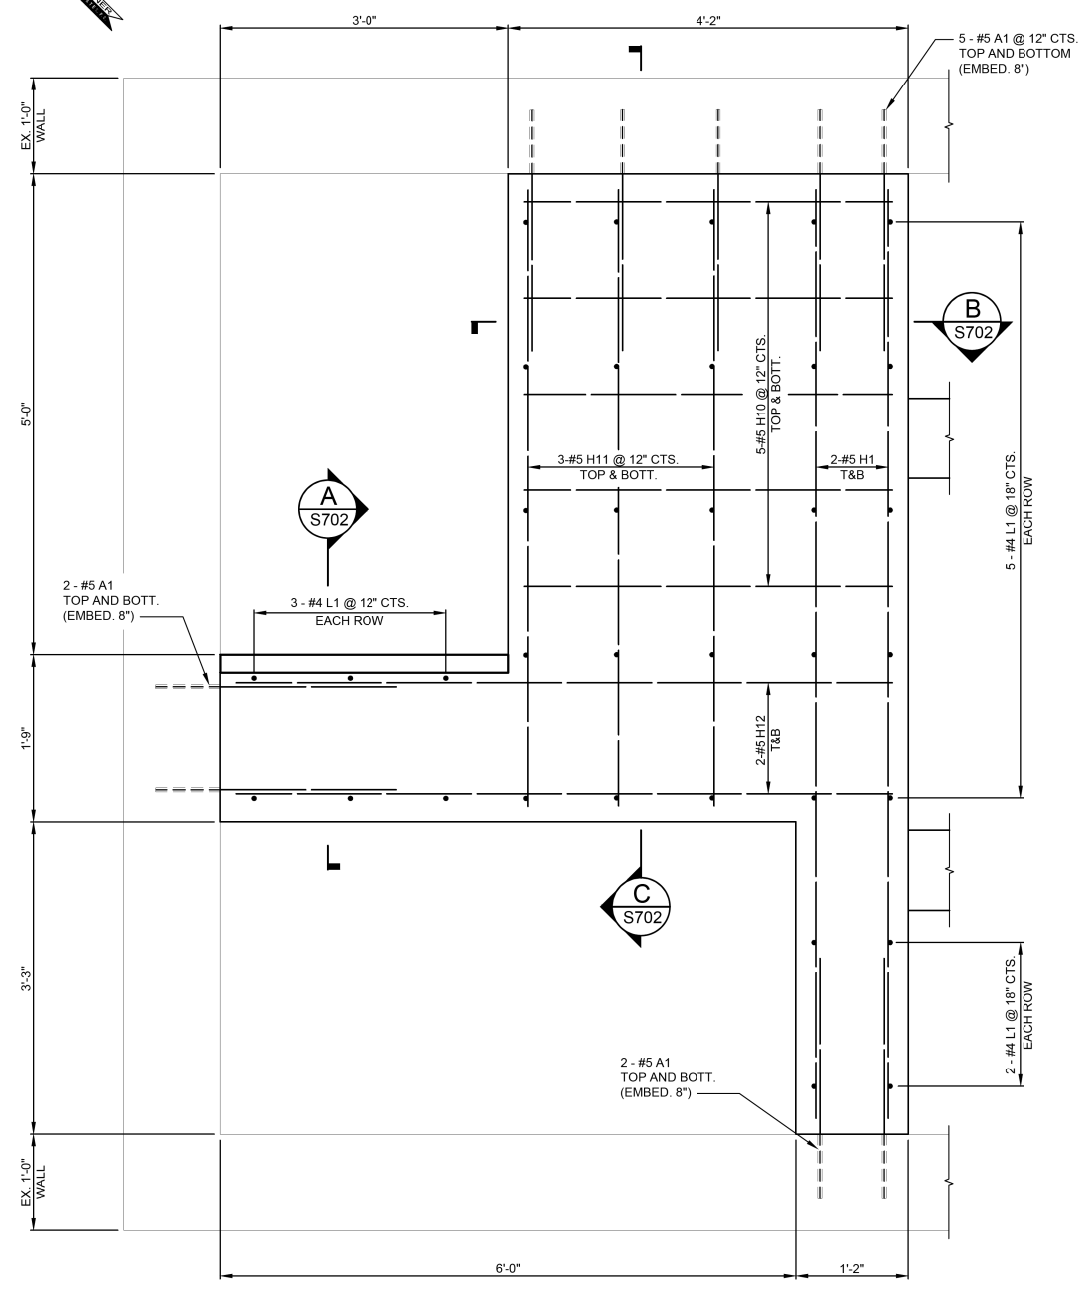 3'-0"
4'-2"
5 - #5 A1 @ 12" CTS.
TOP AND BOTTOM
(EMBED. 8')
EX. 1'-0"
WALL
B
S702
5'-0"
5-#5 H10 @ 12" CTS.
TOP & BOTT.
3-#5 H11 @ 12" CTS.
TOP & BOTT.
2-#5 H1
T&B
5 - #4 L1 @ 18" CTS.
EACH ROW
A
S702
2 - #5 A1
TOP AND BOTT.
(EMBED. 8")
3 - #4 L1 @ 12" CTS.
EACH ROW
1'-9"
2-#5 H12
T&B
C
S702
3'-3"
2 - #4 L1 @ 18" CTS.
EACH ROW
2 - #5 A1
TOP AND BOTT.
(EMBED. 8")
EX. 1'-0"
WALL
6'-0"
1'-2"